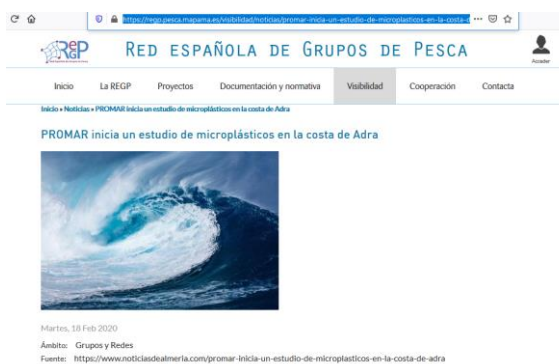 https://regp.pesca.mapama.es/visibilidad/noticias/promar-inicia-un-estudio-de-microplasticos-en-la-costa-d
REGP
RED ESPAÑOLA DE GRUPOS DE PESCA
Acceder
Inicio La REGP Proyectos Documentación y normativa Visibilidad Cooperación Contacta
Inicio » Noticias » PROMAR inicia un estudio de microplásticos en la costa de Adra
PROMAR inicia un estudio de microplásticos en la costa de Adra
Martes, 18 Feb 2020
Ámbito: Grupos y Redes
Fuente: https://www.noticiasdealmeria.com/promar-inicia-un-estudio-de-microplasticos-en-la-costa-de-adra